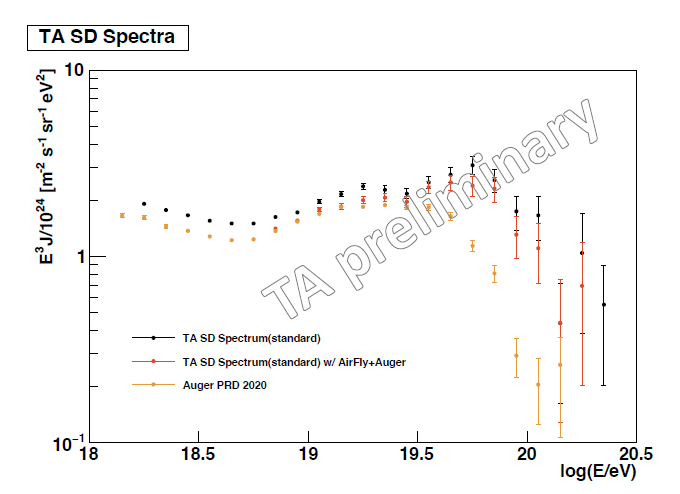 TA SD Spectra
E³J/10²⁴ [m⁻² s⁻¹ sr⁻¹ eV²]
10
1
10⁻¹
TA preliminary
TA SD Spectrum(standard)
TA SD Spectrum(standard) w/ AirFly+Auger
Auger PRD 2020
18 18.5 19 19.5 20 20.5
log(E/eV)